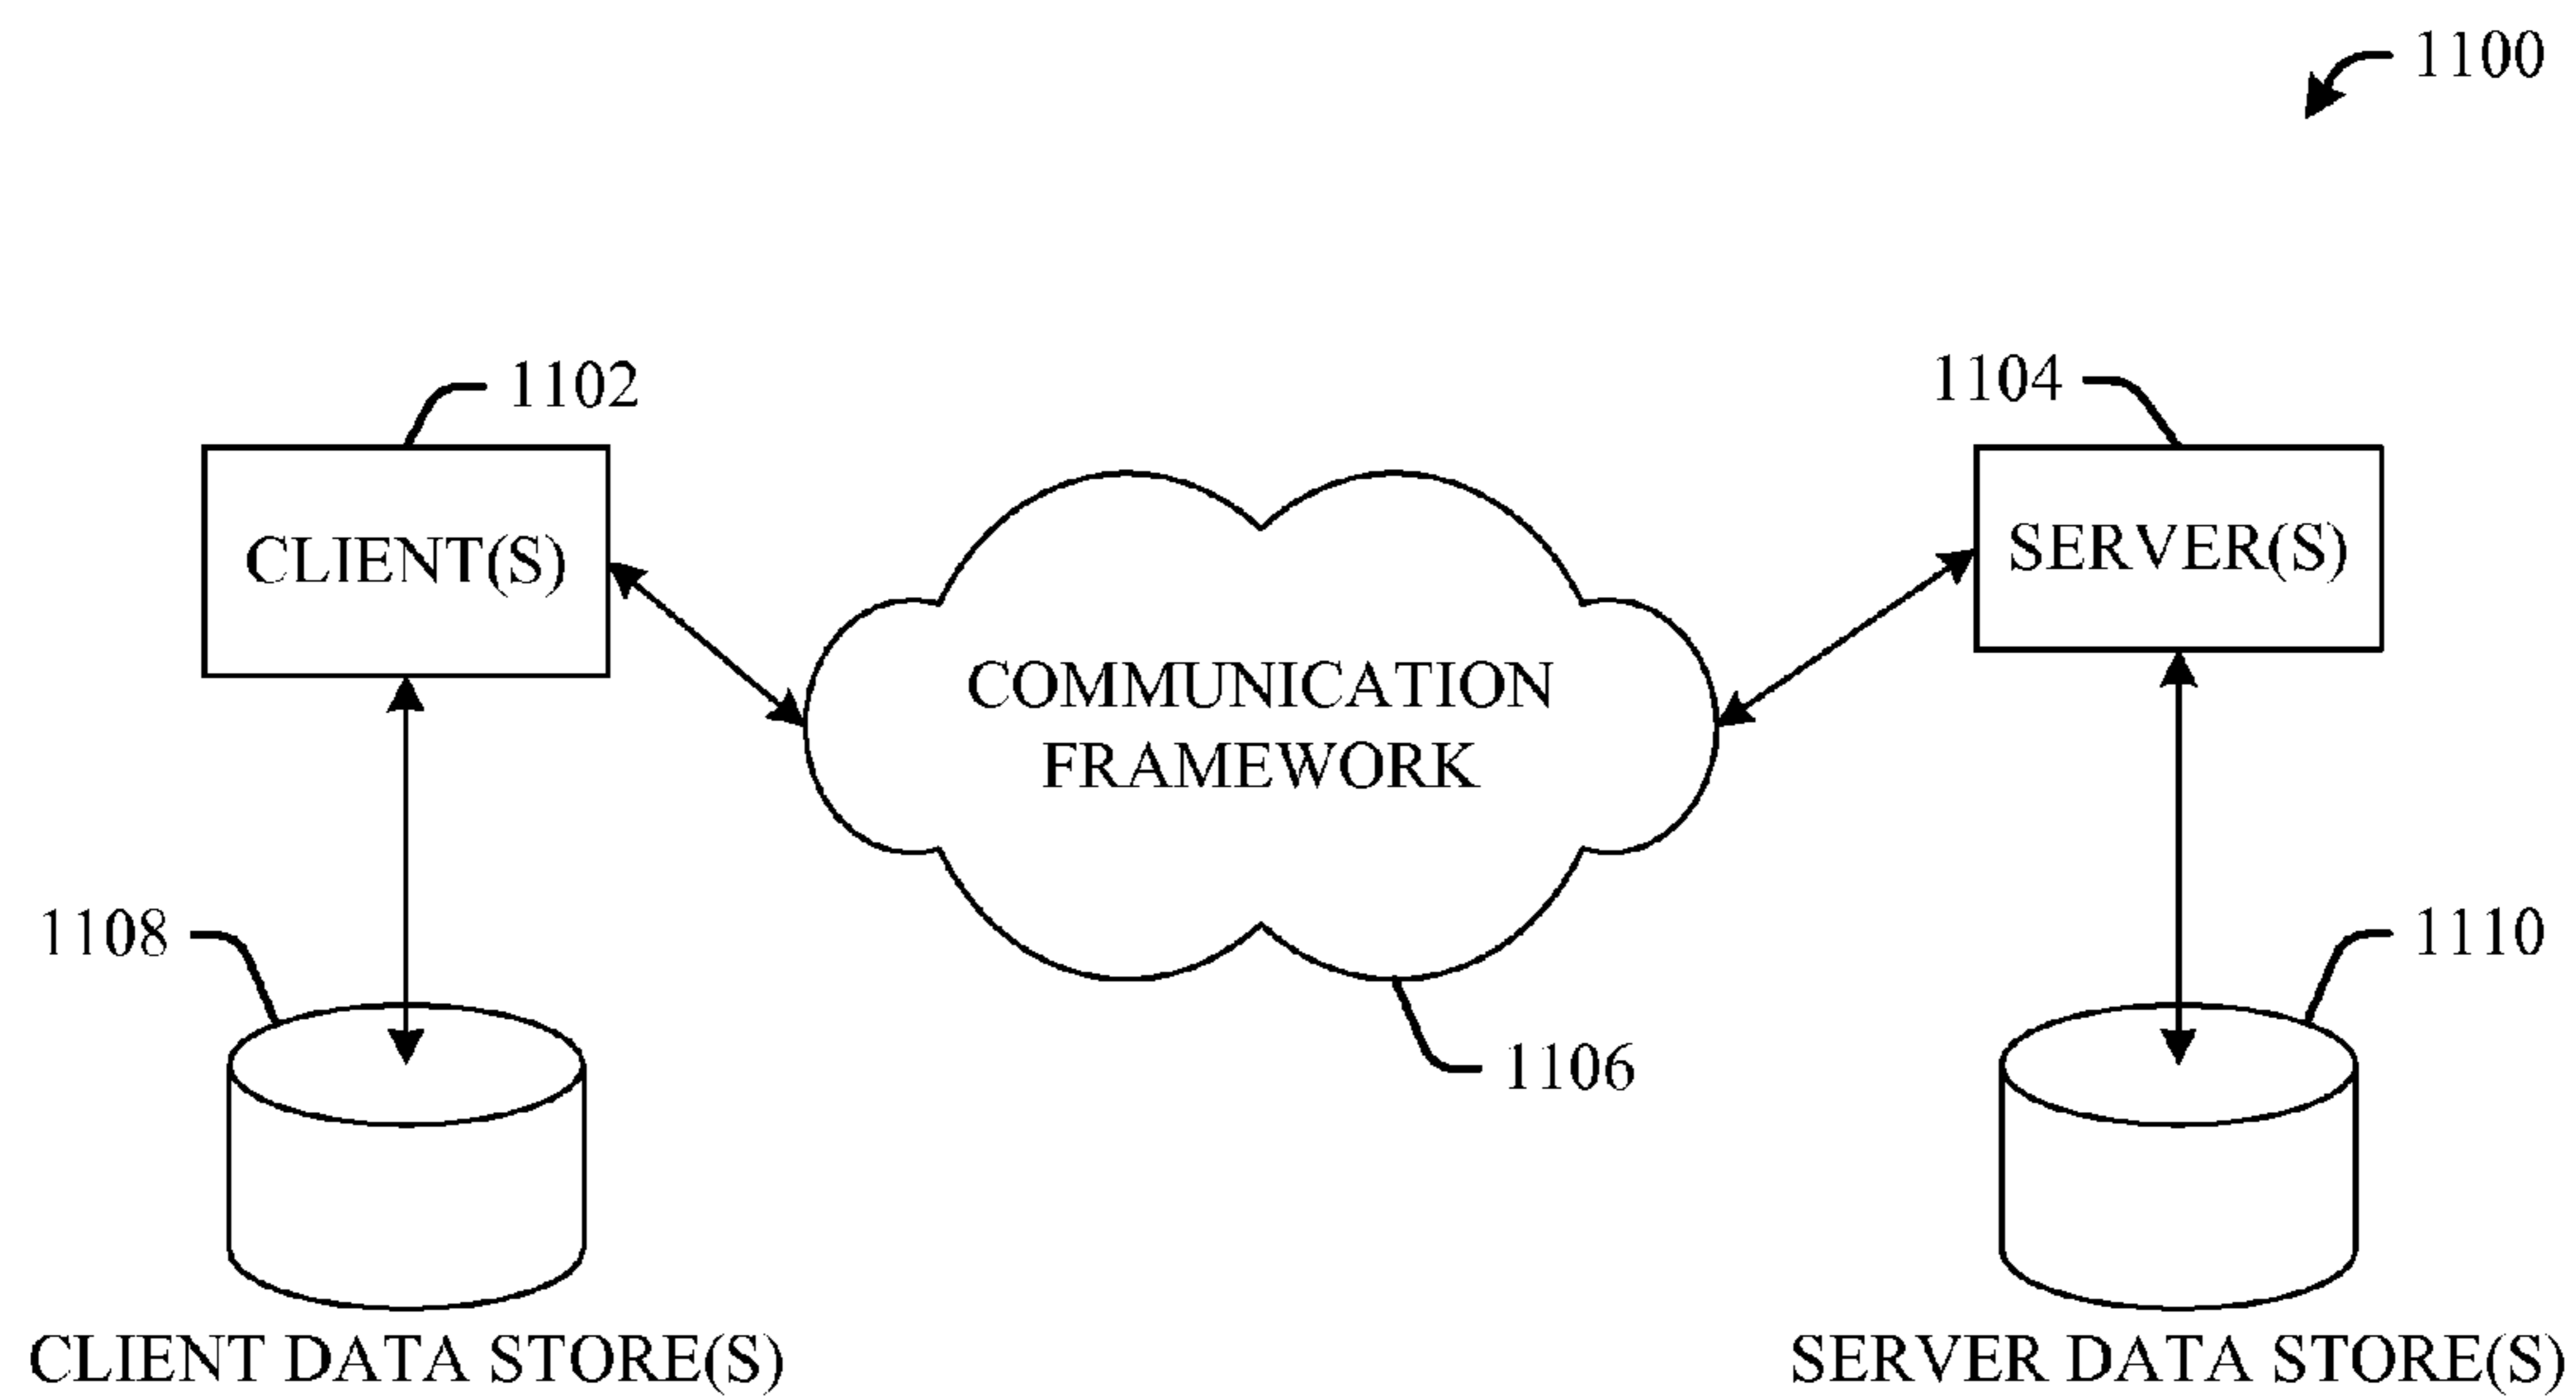 1100
1102
1104
CLIENT(S)
SERVER(S)
COMMUNICATION
FRAMEWORK
1108
1110
1106
CLIENT DATA STORE(S)
SERVER DATA STORE(S)